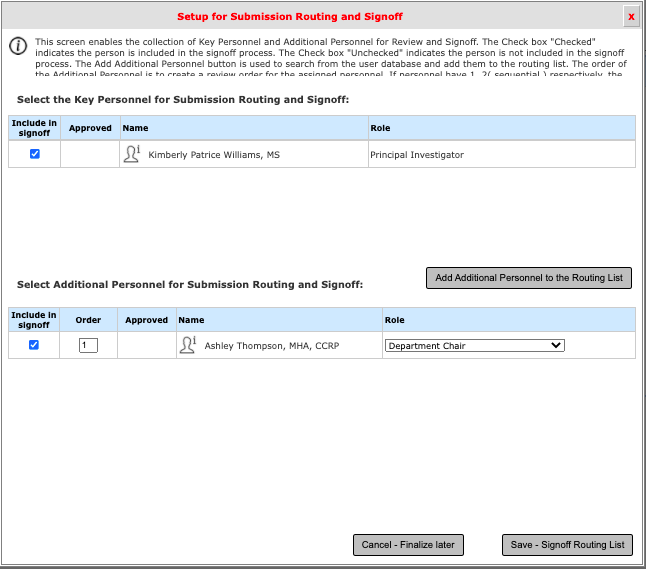 Setup for Submission Routing and Signoff
X
i
This screen enables the collection of Key Personnel and Additional Personnel for Review and Signoff. The Check box "Checked"
indicates the person is included in the signoff process. The Check box "Unchecked" indicates the person is not included in the signoff
process. The Add Additional Personnel button is used to search from the user database and add them to the routing list. The order of
the Additional Personnel is to create a review order for the assigned personnel. If personnel have 1, 2( sequential ) respectively, the
Select the Key Personnel for Submission Routing and Signoff:
Include in
signoff
Approved
Name
Role
Kimberly Patrice Williams, MS
Principal Investigator
Add Additional Personnel to the Routing List
Select Additional Personnel for Submission Routing and Signoff:
Include in
signoff
Order
Approved
Name
Role
1
Ashley Thompson, MHA, CCRP
Department Chair
Cancel - Finalize later
Save - Signoff Routing List